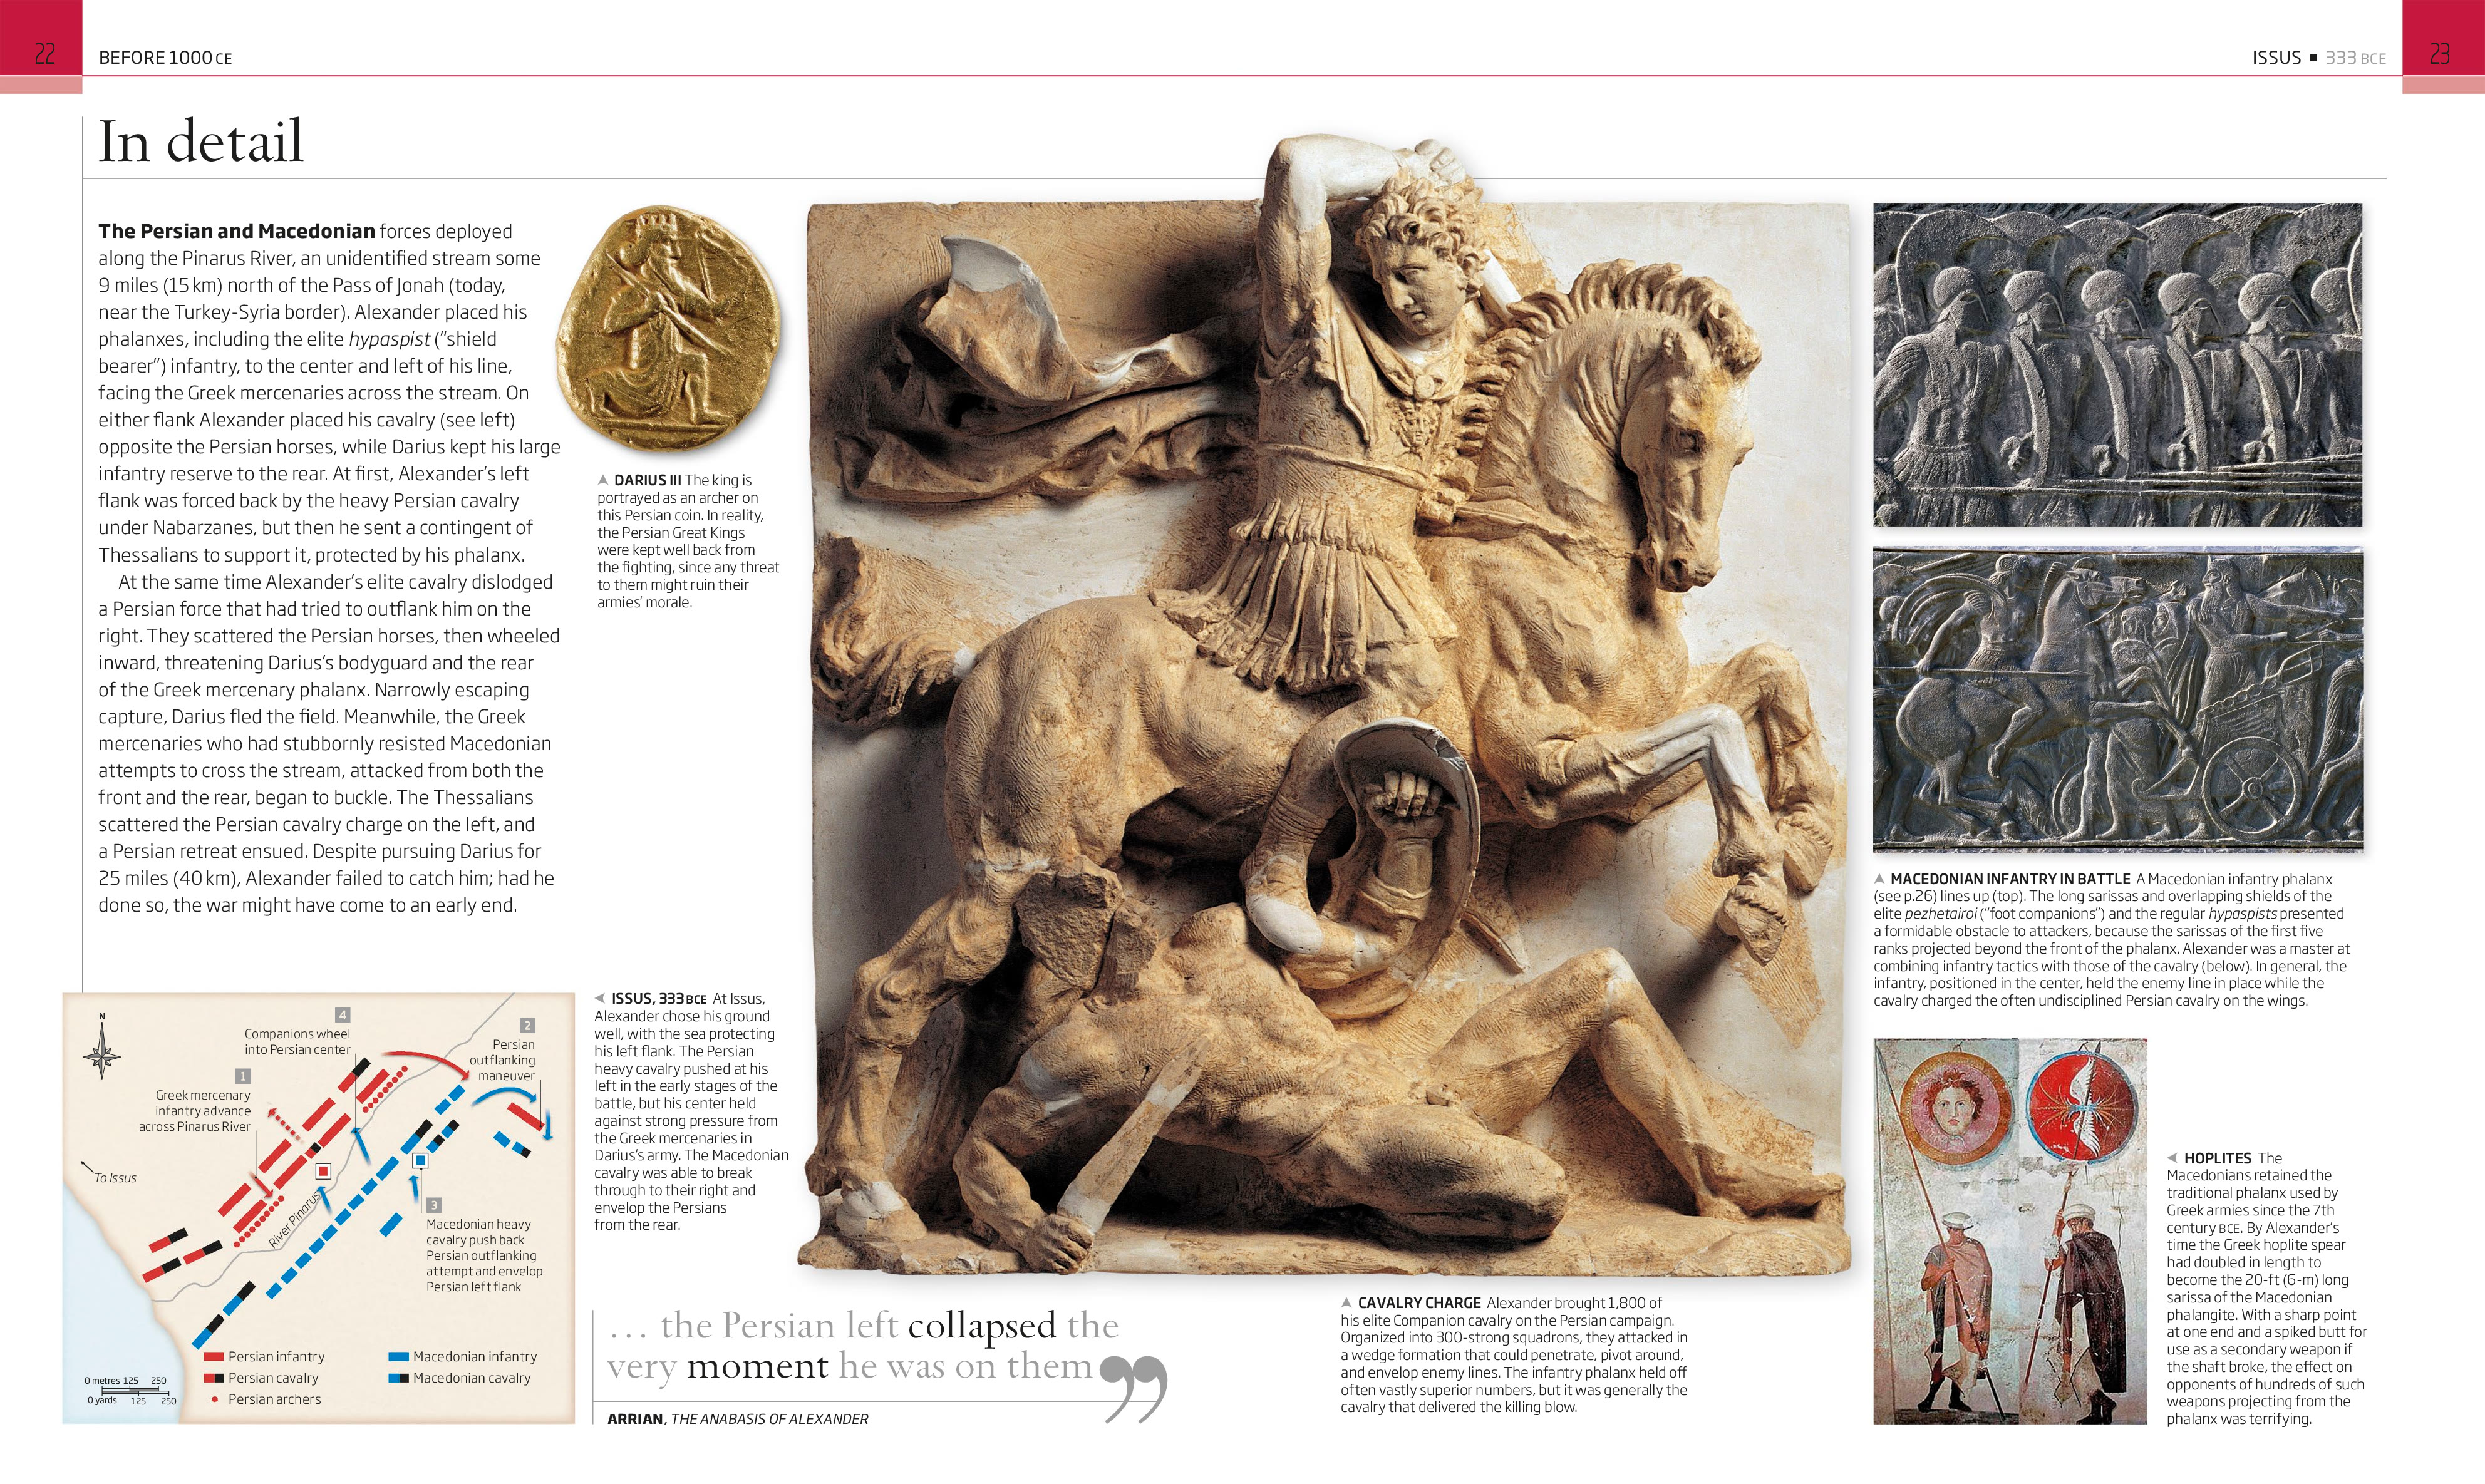 22
BEFORE 1000 CE
ISSUS ■ 333 BCE
23
In detail
The Persian and Macedonian forces deployed
along the Pinarus River, an unidentified stream some
9 miles (15 km) north of the Pass of Jonah (today,
near the Turkey-Syria border). Alexander placed his
phalanxes, including the elite hypaspist (“shield
bearer”) infantry, to the center and left of his line,
facing the Greek mercenaries across the stream. On
either flank Alexander placed his cavalry (see left)
opposite the Persian horses, while Darius kept his large
infantry reserve to the rear. At first, Alexander’s left
flank was forced back by the heavy Persian cavalry
under Nabarzanes, but then he sent a contingent of
Thessalians to support it, protected by his phalanx.
At the same time Alexander’s elite cavalry dislodged
a Persian force that had tried to outflank him on the
right. They scattered the Persian horses, then wheeled
inward, threatening Darius’s bodyguard and the rear
of the Greek mercenary phalanx. Narrowly escaping
capture, Darius fled the field. Meanwhile, the Greek
mercenaries who had stubbornly resisted Macedonian
attempts to cross the stream, attacked from both the
front and the rear, began to buckle. The Thessalians
scattered the Persian cavalry charge on the left, and
a Persian retreat ensued. Despite pursuing Darius for
25 miles (40 km), Alexander failed to catch him; had he
done so, the war might have come to an early end.
DARIUS III The king is
portrayed as an archer on
this Persian coin. In reality,
the Persian Great Kings
were kept well back from
the fighting, since any threat
to them might ruin their
armies’ morale.
N
4
Companions wheel
into Persian center
2
Persian
outflanking
maneuver
1
Greek mercenary
infantry advance
across Pinarus River
To Issus
River Pinarus
3
Macedonian heavy
cavalry push back
Persian outflanking
attempt and envelop
Persian left flank
Persian infantry
Persian cavalry
Persian archers
Macedonian infantry
Macedonian cavalry
0 metres 125 250
0 yards 125 250
ISSUS, 333 BCE At Issus,
Alexander chose his ground
well, with the sea protecting
his left flank. The Persian
heavy cavalry pushed at his
left in the early stages of the
battle, but his center held
against strong pressure from
the Greek mercenaries in
Darius’s army. The Macedonian
cavalry was able to break
through to their right and
envelop the Persians
from the rear.
… the Persian left collapsed the
very moment he was on them ”
ARRIAN, THE ANABASIS OF ALEXANDER
CAVALRY CHARGE Alexander brought 1,800 of
his elite Companion cavalry on the Persian campaign.
Organized into 300-strong squadrons, they attacked in
a wedge formation that could penetrate, pivot around,
and envelop enemy lines. The infantry phalanx held off
often vastly superior numbers, but it was generally the
cavalry that delivered the killing blow.
MACEDONIAN INFANTRY IN BATTLE A Macedonian infantry phalanx
(see p.26) lines up (top). The long sarissas and overlapping shields of the
elite pezhetairoi (“foot companions”) and the regular hypaspists presented
a formidable obstacle to attackers, because the sarissas of the first five
ranks projected beyond the front of the phalanx. Alexander was a master at
combining infantry tactics with those of the cavalry (below). In general, the
infantry, positioned in the center, held the enemy line in place while the
cavalry charged the often undisciplined Persian cavalry on the wings.
HOPLITES The
Macedonians retained the
traditional phalanx used by
Greek armies since the 7th
century BCE. By Alexander’s
time the Greek hoplite spear
had doubled in length to
become the 20-ft (6-m) long
sarissa of the Macedonian
phalangite. With a sharp point
at one end and a spiked butt for
use as a secondary weapon if
the shaft broke, the effect on
opponents of hundreds of such
weapons projecting from the
phalanx was terrifying.